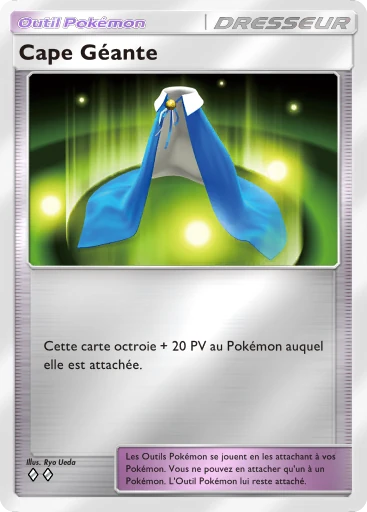 Outil Pokémon
DRESSEUR
Cape Géante
Cette carte octroie + 20 PV au Pokémon auquel
elle est attachée.
Illus. Ryo Ueda
Les Outils Pokémon se jouent en les attachant à vos
Pokémon. Vous ne pouvez en attacher qu'un à un
Pokémon. L'Outil Pokémon lui reste attaché.